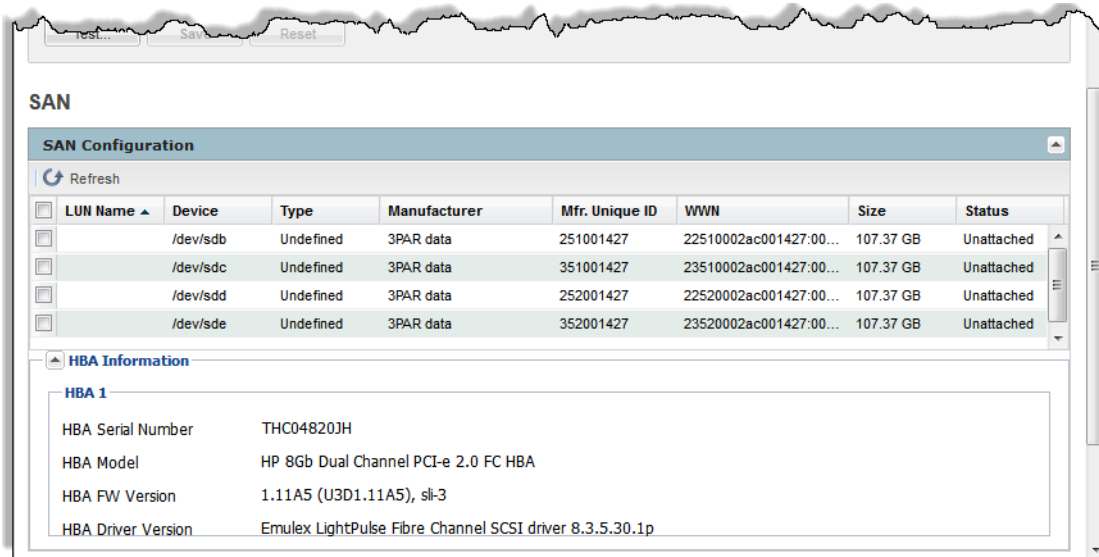 Test... Save Reset
SAN
SAN Configuration
Refresh
LUN Name Device Type Manufacturer Mfr. Unique ID WWN Size Status
/dev/sdb Undefined 3PAR data 251001427 22510002ac001427:00... 107.37 GB Unattached
/dev/sdc Undefined 3PAR data 351001427 23510002ac001427:00... 107.37 GB Unattached
/dev/sdd Undefined 3PAR data 252001427 22520002ac001427:00... 107.37 GB Unattached
/dev/sde Undefined 3PAR data 352001427 23520002ac001427:00... 107.37 GB Unattached
HBA Information
HBA 1
HBA Serial Number THC04820JH
HBA Model HP 8Gb Dual Channel PCI-e 2.0 FC HBA
HBA FW Version 1.11A5 (U3D1.11A5), sli-3
HBA Driver Version Emulex LightPulse Fibre Channel SCSI driver 8.3.5.30.1p